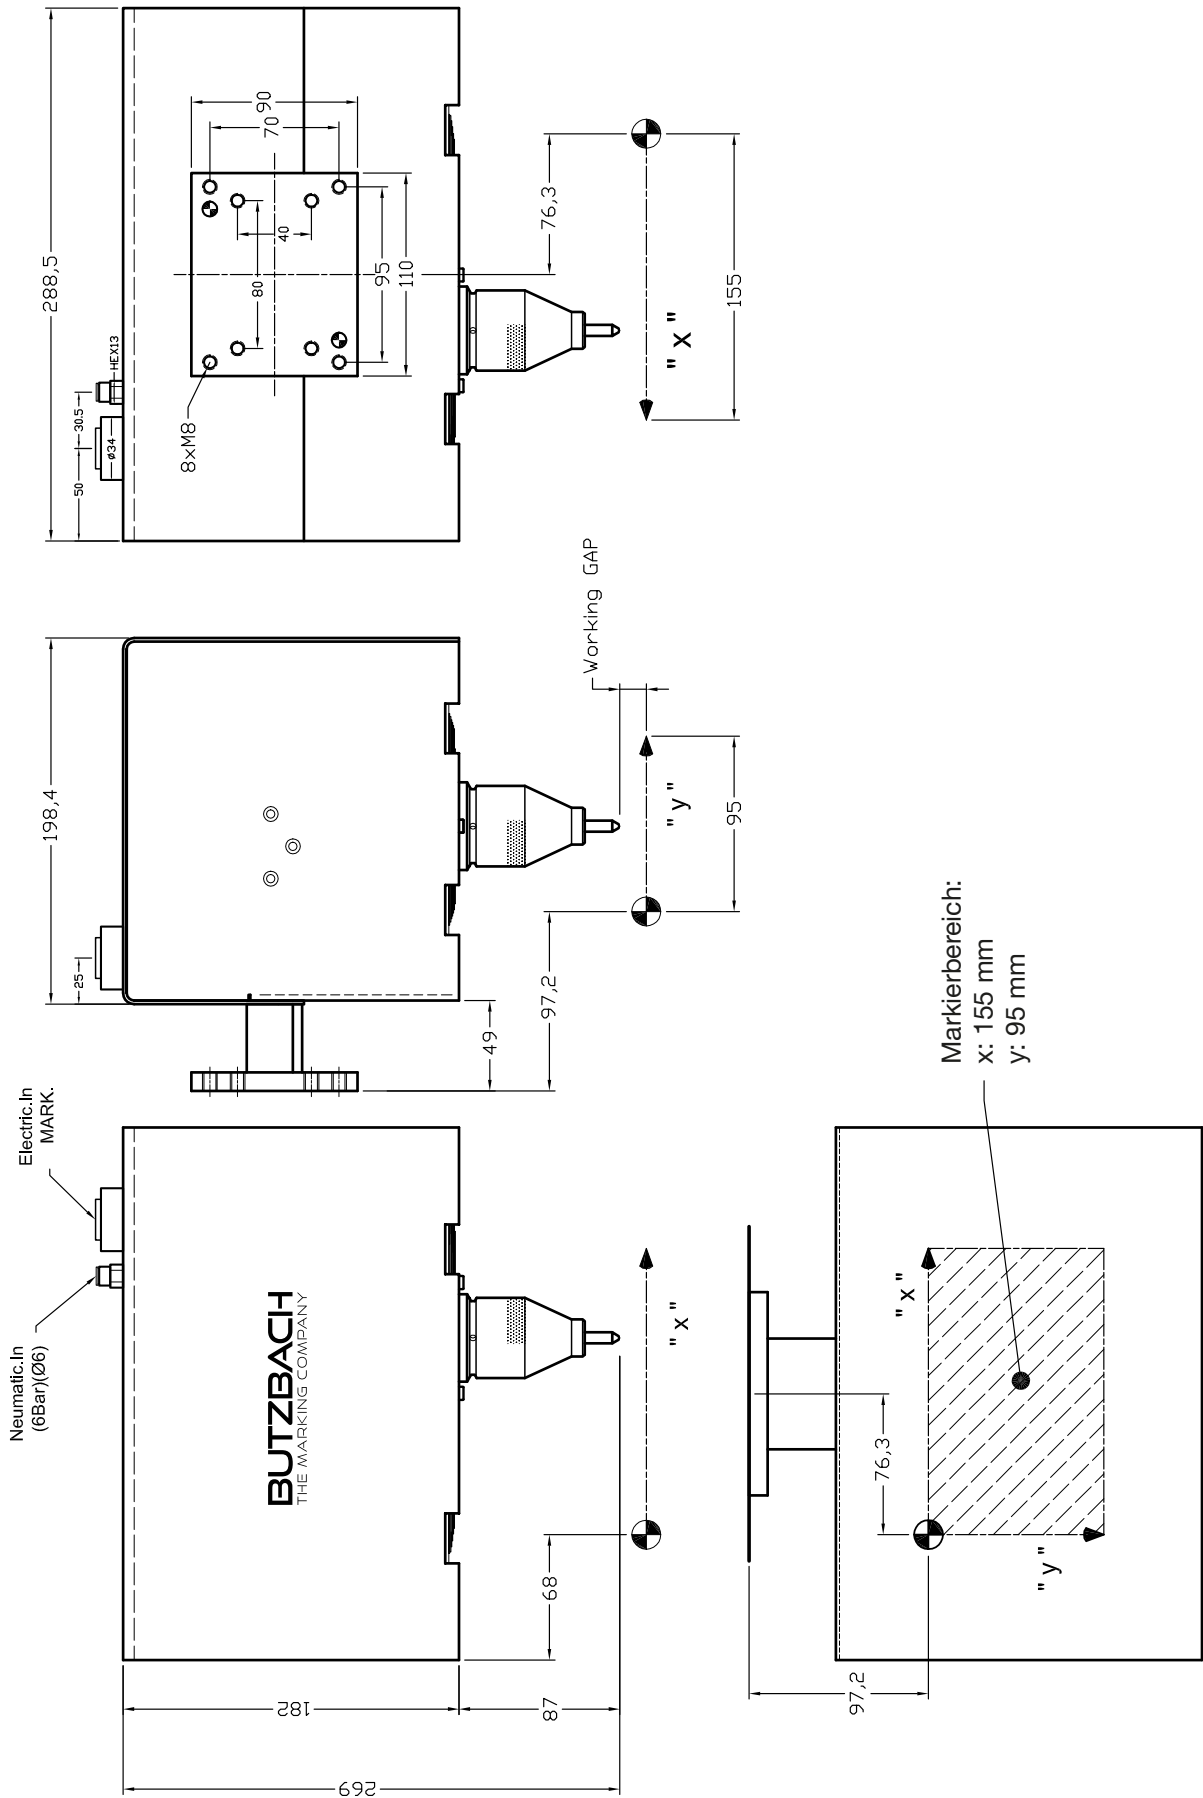 Neumatic.In
(6Bar)(Ø6)
Electric.In
MARK.
BUTZBACH
THE MARKING COMPANY
182
87
269
68
" x "
198,4
25
49
97,2
95
" y "
Working GAP
288,5
50
30.5
Ø34
HEX13
8xM8
90
70
40
80
95
110
76,3
155
" x "
97,2
76,3
" x "
" y "
Markierbereich:
x: 155 mm
y: 95 mm